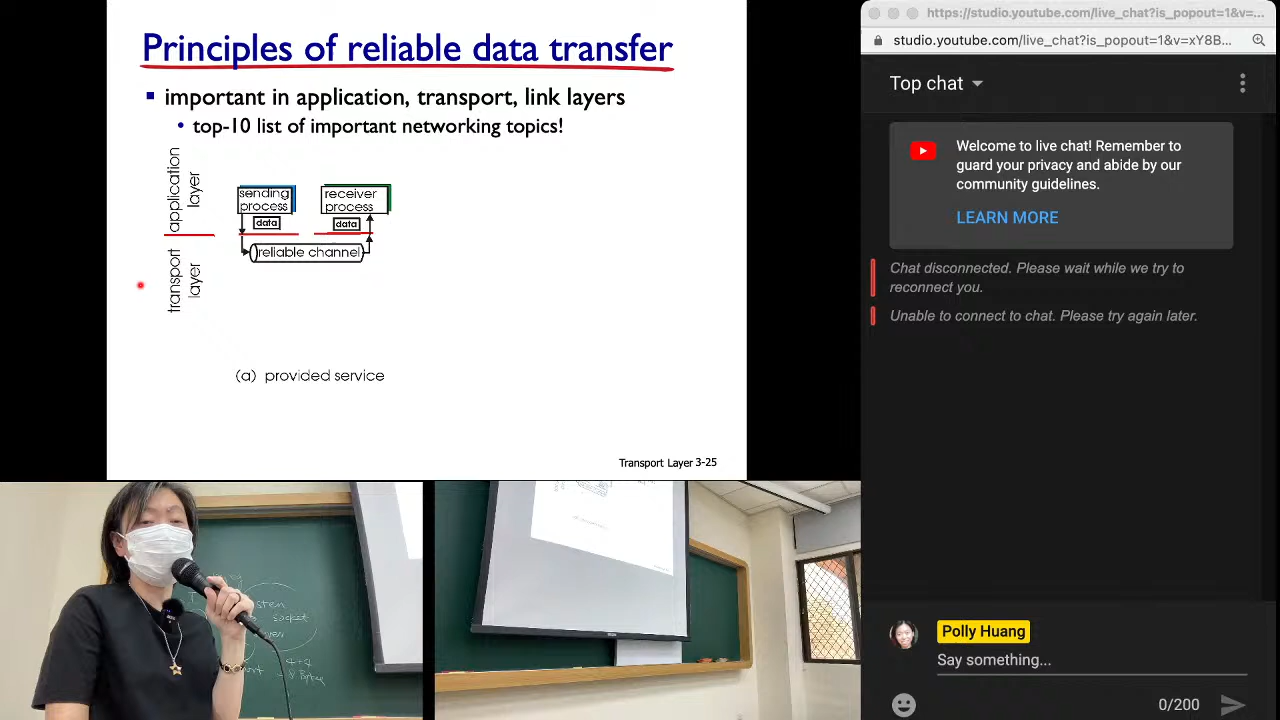 Principles of reliable data transfer
important in application, transport, link layers
top-10 list of important networking topics!
application
layer
transport
layer
sending
process
data
receiver
process
data
reliable channel
(a) provided service
Transport Layer 3-25
https://studio.youtube.com/live_chat?is_popout=1&v=...
studio.youtube.com/live_chat?is_popout=1&v=xY8B...
Top chat
Welcome to live chat! Remember to
guard your privacy and abide by our
community guidelines.
LEARN MORE
Chat disconnected. Please wait while we try to
reconnect you.
Unable to connect to chat. Please try again later.
Polly Huang
Say something...
0/200
socket